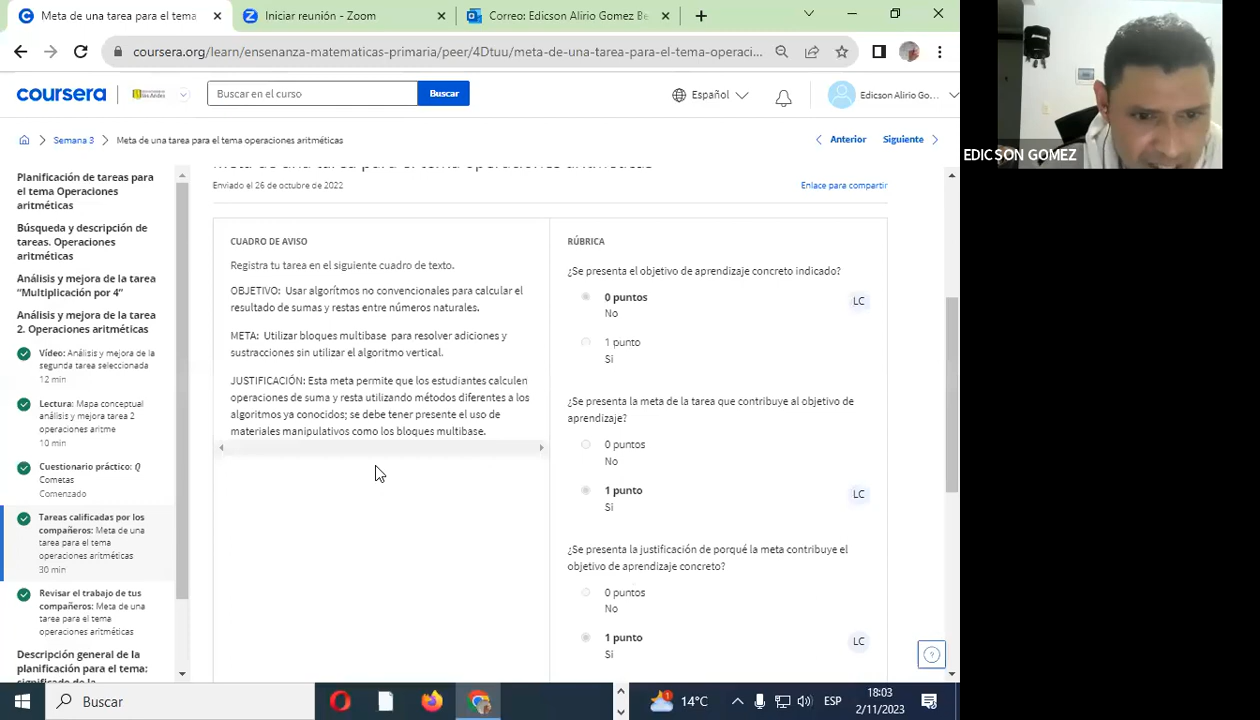 Meta de una tarea para el tema
Iniciar reunión - Zoom
Correo: Edicson Alirio Gomez Be
coursera.org/learn/ensenanza-matematicas-primaria/peer/4Dtuu/meta-de-una-tarea-para-el-tema-operaci...
coursera
Buscar en el curso
Buscar
Español
Edicson Alirio Go...
EDICSON GOMEZ
Semana 3
Meta de una tarea para el tema operaciones aritméticas
Anterior
Siguiente
Planificación de tareas para
el tema Operaciones
aritméticas
Búsqueda y descripción de
tareas. Operaciones
aritméticas
Análisis y mejora de la tarea
“Multiplicación por 4”
Análisis y mejora de la tarea
2. Operaciones aritméticas
Vídeo: Análisis y mejora de la
segunda tarea seleccionada
12 min
Lectura: Mapa conceptual
análisis y mejora tarea 2
operaciones aritme
10 min
Cuestionario práctico: Q
Cometas
Comenzado
Tareas calificadas por los
compañeros: Meta de una
tarea para el tema
operaciones aritméticas
30 min
Revisar el trabajo de tus
compañeros: Meta de una
tarea para el tema
operaciones aritméticas
Descripción general de la
planificación para el tema:
significado de la
Meta de una tarea para el tema operaciones aritméticas
Enviado el 26 de octubre de 2022
Enlace para compartir
CUADRO DE AVISO
Registra tu tarea en el siguiente cuadro de texto.
OBJETIVO: Usar algorítmos no convencionales para calcular el
resultado de sumas y restas entre números naturales.
META: Utilizar bloques multibase para resolver adiciones y
sustracciones sin utilizar el algoritmo vertical.
JUSTIFICACIÓN: Esta meta permite que los estudiantes calculen
operaciones de suma y resta utilizando métodos diferentes a los
algoritmos ya conocidos; se debe tener presente el uso de
materiales manipulativos como los bloques multibase.
RÚBRICA
¿Se presenta el objetivo de aprendizaje concreto indicado?
0 puntos
No
LC
1 punto
Sí
¿Se presenta la meta de la tarea que contribuye al objetivo de
aprendizaje?
0 puntos
No
1 punto
Sí
LC
¿Se presenta la justificación de porqué la meta contribuye el
objetivo de aprendizaje concreto?
0 puntos
No
1 punto
Sí
LC
Buscar
14°C
ESP
18:03
2/11/2023